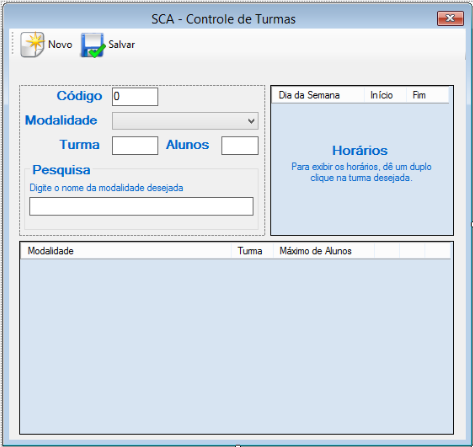 SCA - Controle de Turmas
Novo Salvar
Código 0
Modalidade
Turma Alunos
Pesquisa
Digite o nome da modalidade desejada
Dia da Semana Início Fim
Horários
Para exibir os horários, dê um duplo
clique na turma desejada.
Modalidade Turma Máximo de Alunos